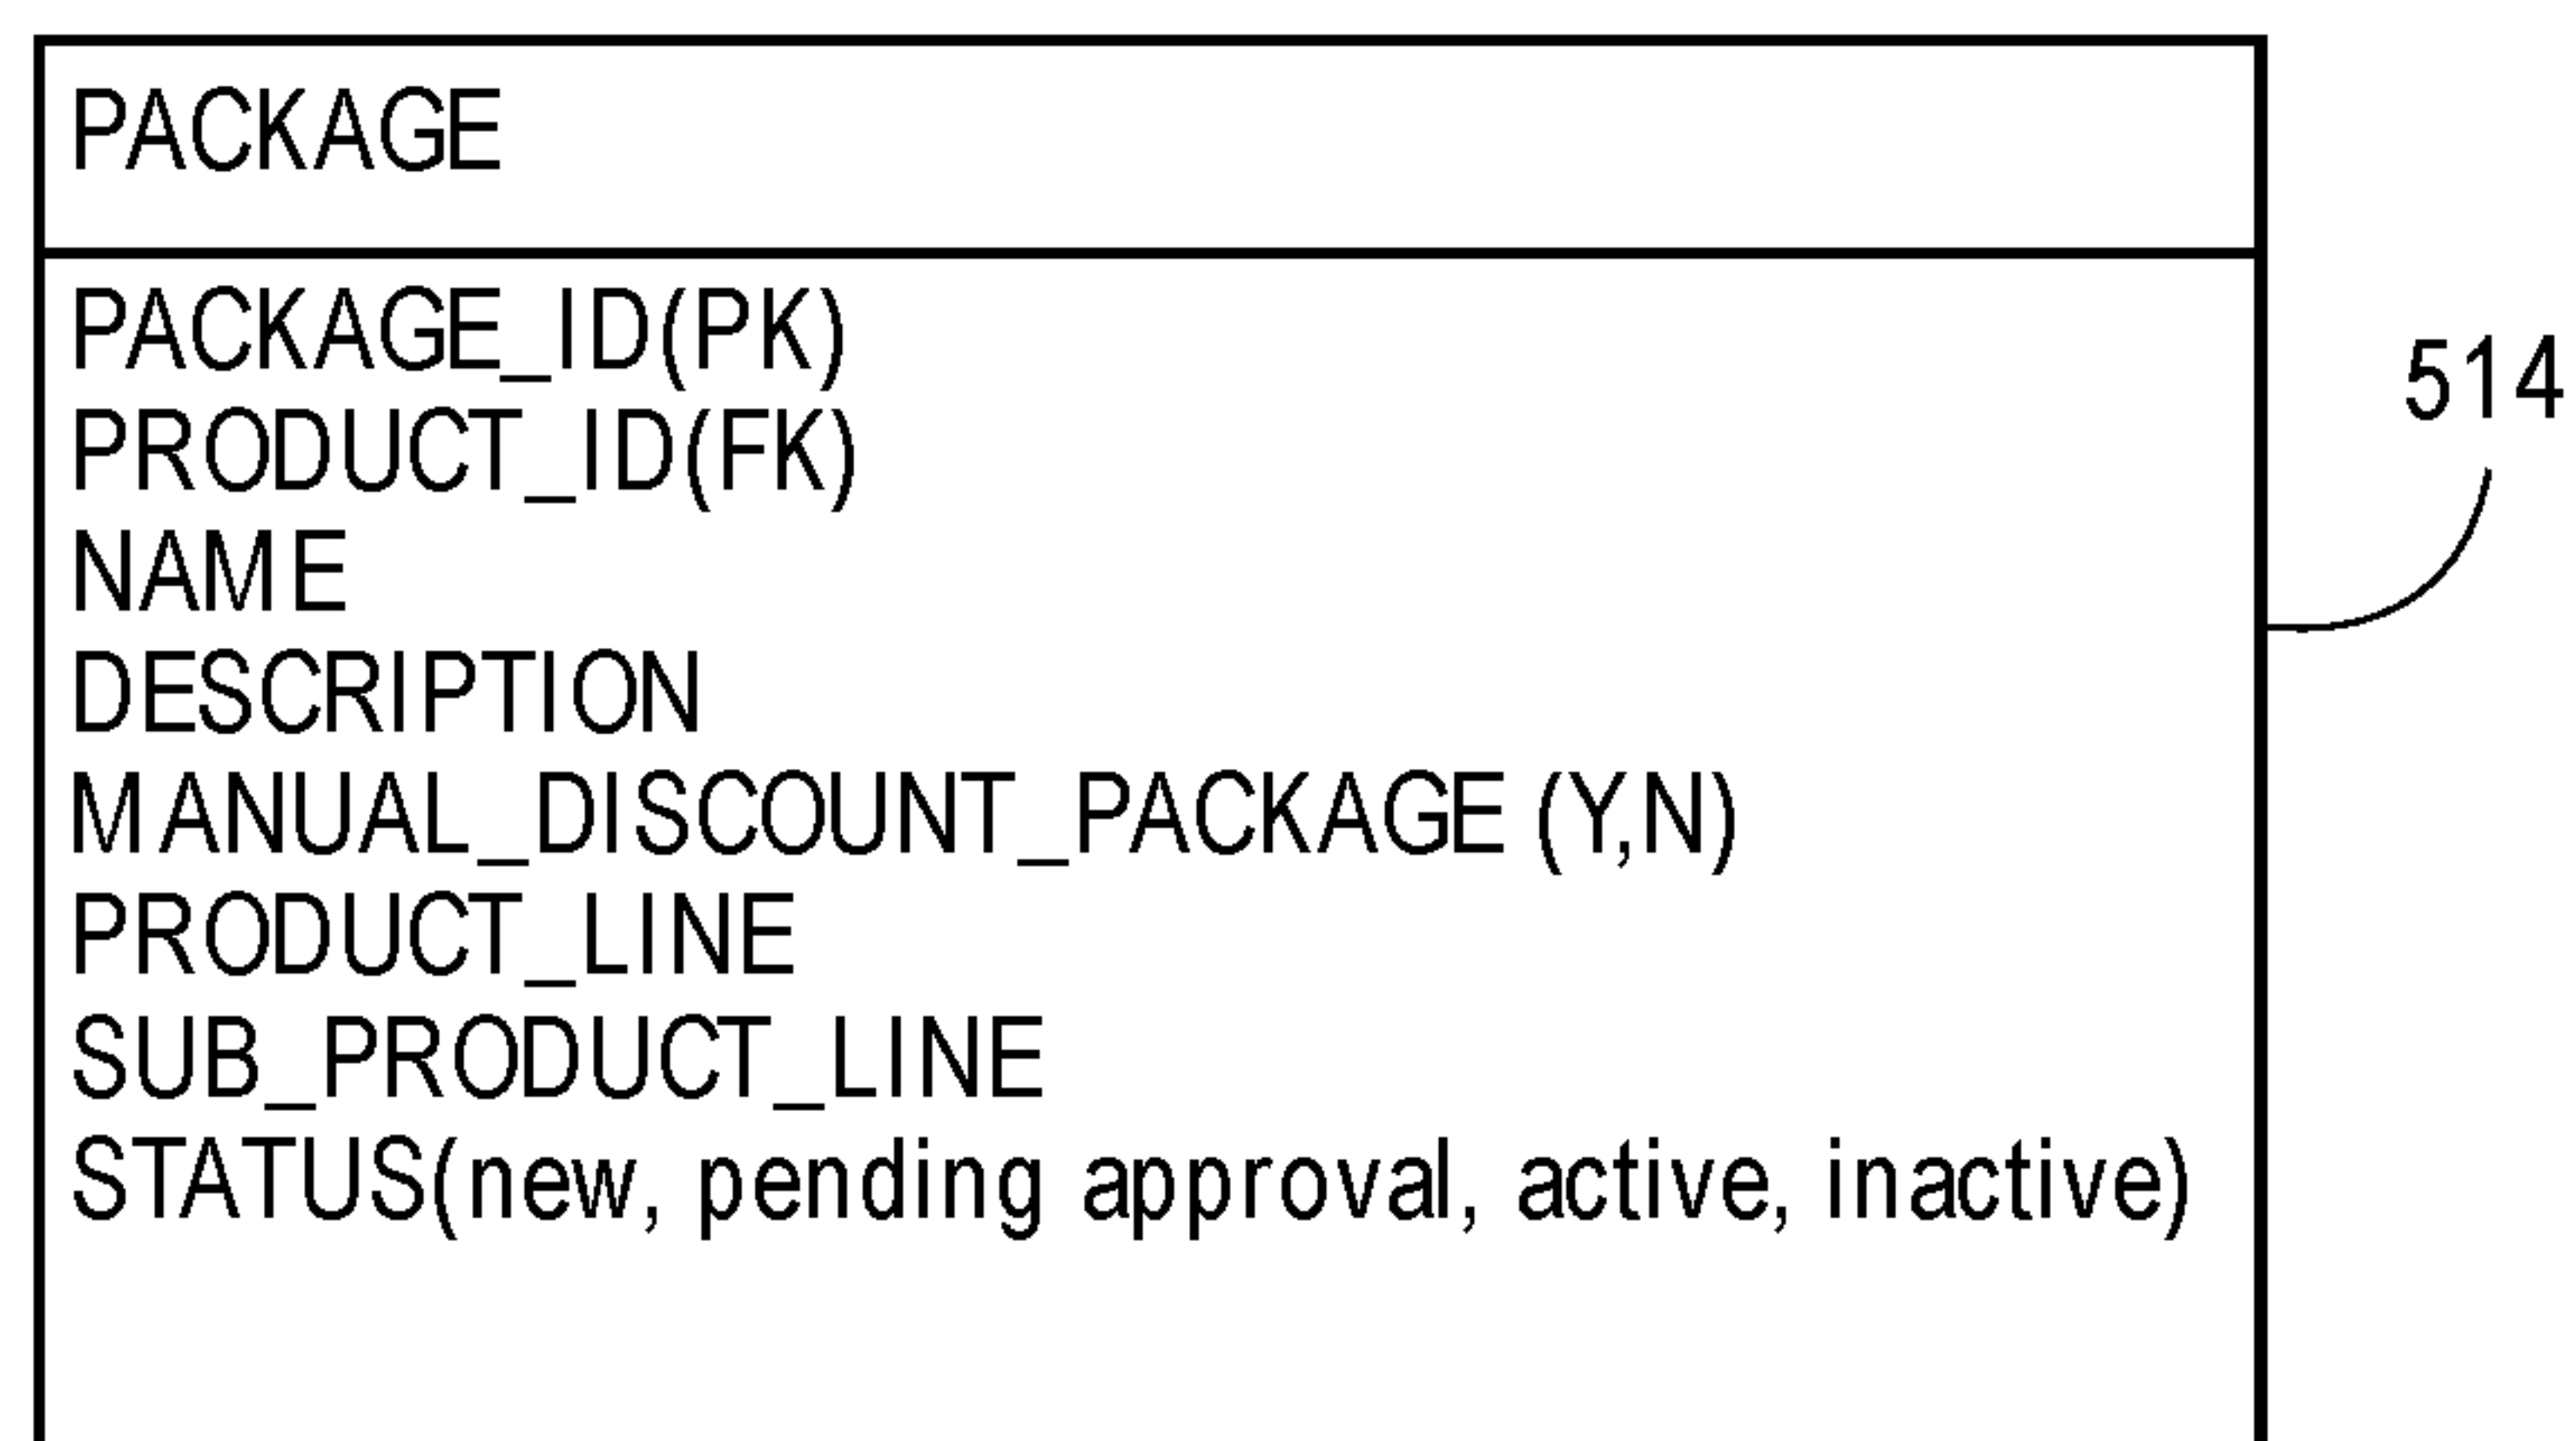 PACKAGE
PACKAGE_ID(PK)
PRODUCT_ID(FK)
NAME
DESCRIPTION
MANUAL_DISCOUNT_PACKAGE (Y,N)
PRODUCT_LINE
SUB_PRODUCT_LINE
STATUS(new, pending approval, active, inactive)
514